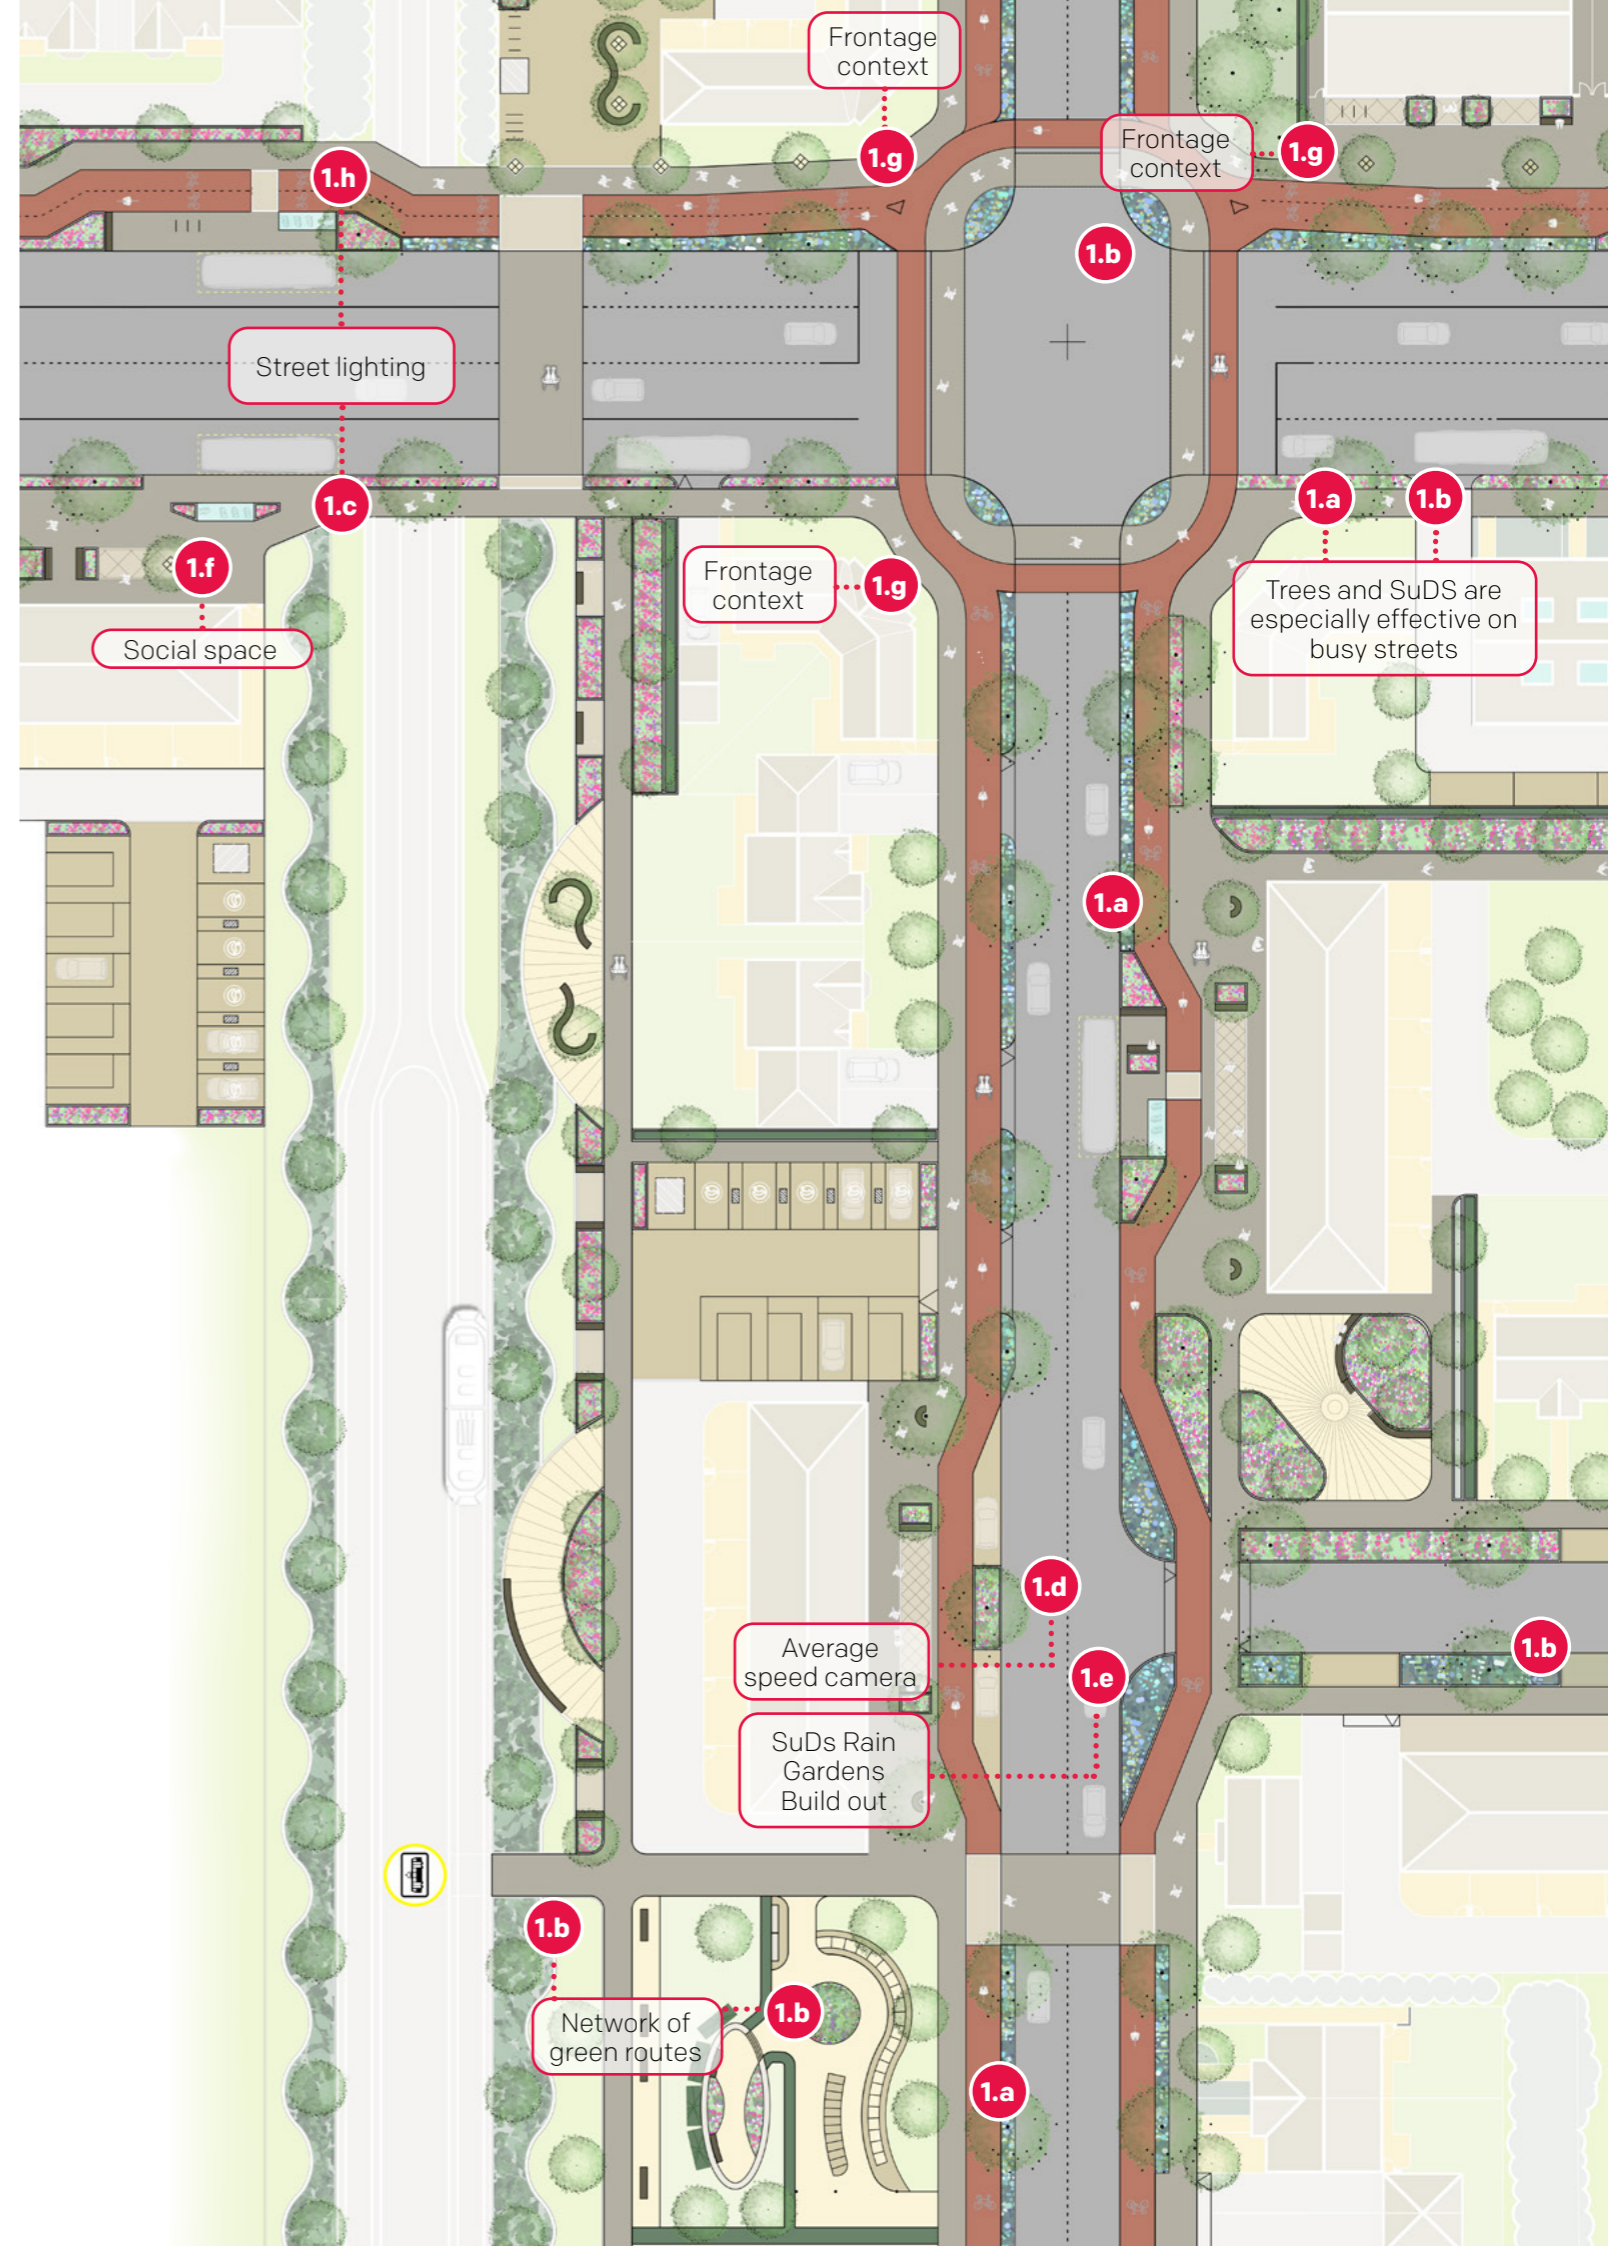 Frontage
context
1.g
Frontage
context
1.g
1.h
1.b
Street lighting
1.c
1.a
1.b
Trees and SuDS are
especially effective on
busy streets
1.f
Social space
Frontage
context
1.g
1.a
1.d
Average
speed camera
1.e
SuDs Rain
Gardens
Build out
1.b
1.b
Network of
green routes
1.b
1.a